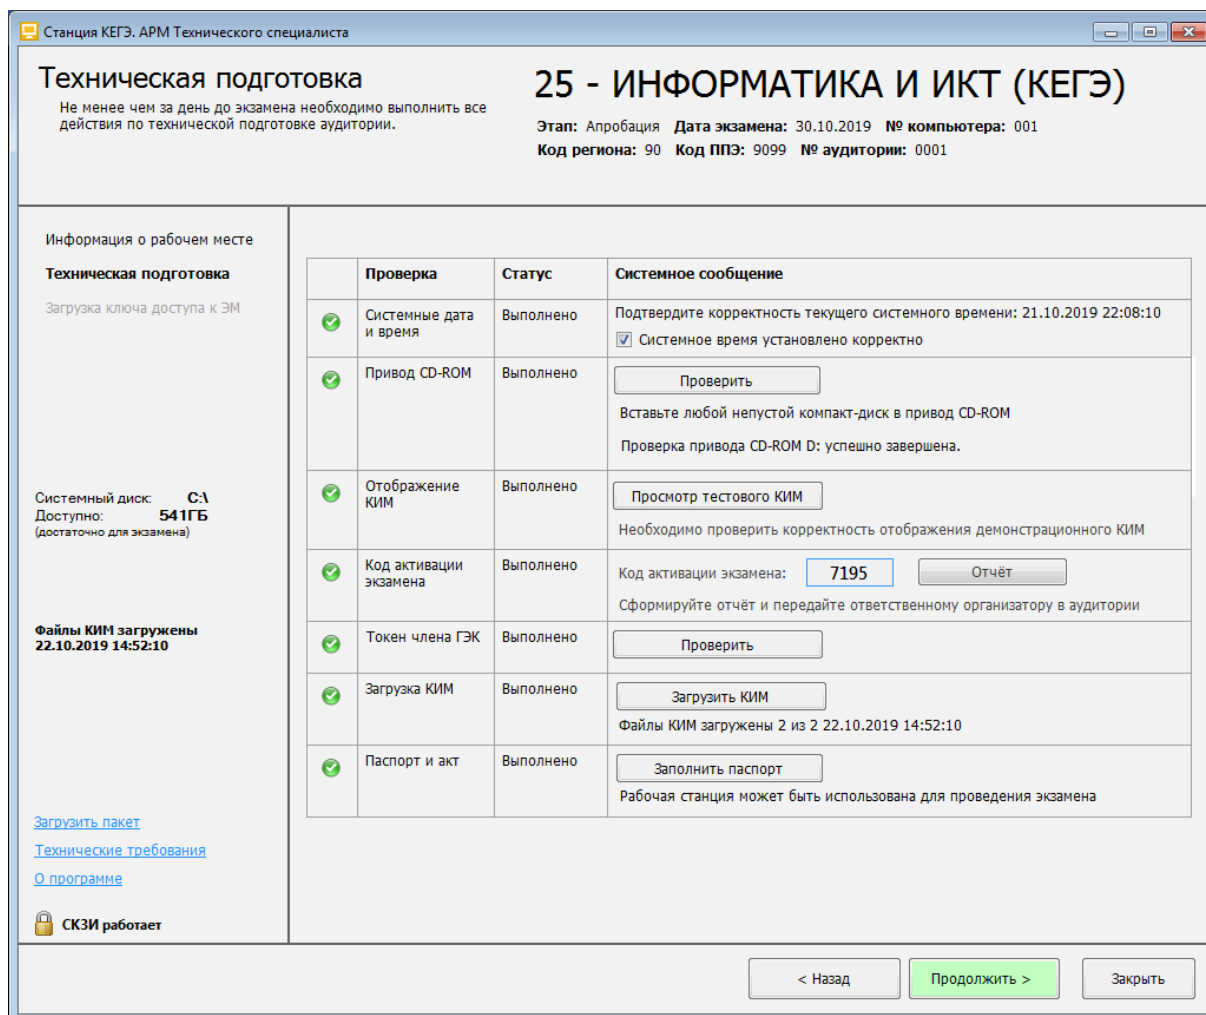 Станция КЕГЭ. АРМ Технического специалиста
Техническая подготовка
Не менее чем за день до экзамена необходимо выполнить все
действия по технической подготовке аудитории.
25 - ИНФОРМАТИКА И ИКТ (КЕГЭ)
Этап: Апробация Дата экзамена: 30.10.2019 № компьютера: 001
Код региона: 90 Код ППЭ: 9099 № аудитории: 0001
Информация о рабочем месте
Техническая подготовка
Загрузка ключа доступа к ЭМ
Системный диск: C:\
Доступно: 541ГБ
(достаточно для экзамена)
Файлы КИМ загружены
22.10.2019 14:52:10
Загрузить пакет
Технические требования
О программе
СКЗИ работает
Проверка Статус Системное сообщение
Системные дата
и время
Выполнено
Подтвердите корректность текущего системного времени: 21.10.2019 22:08:10
Системное время установлено корректно
Привод CD-ROM
Выполнено
Проверить
Вставьте любой непустой компакт-диск в привод CD-ROM
Проверка привода CD-ROM D: успешно завершена.
Отображение
КИМ
Выполнено
Просмотр тестового КИМ
Необходимо проверить корректность отображения демонстрационного КИМ
Код активации
экзамена
Выполнено
Код активации экзамена: 7195 Отчёт
Сформируйте отчёт и передайте ответственному организатору в аудитории
Токен члена ГЭК
Выполнено
Проверить
Загрузка КИМ
Выполнено
Загрузить КИМ
Файлы КИМ загружены 2 из 2 22.10.2019 14:52:10
Паспорт и акт
Выполнено
Заполнить паспорт
Рабочая станция может быть использована для проведения экзамена
< Назад Продолжить > Закрыть